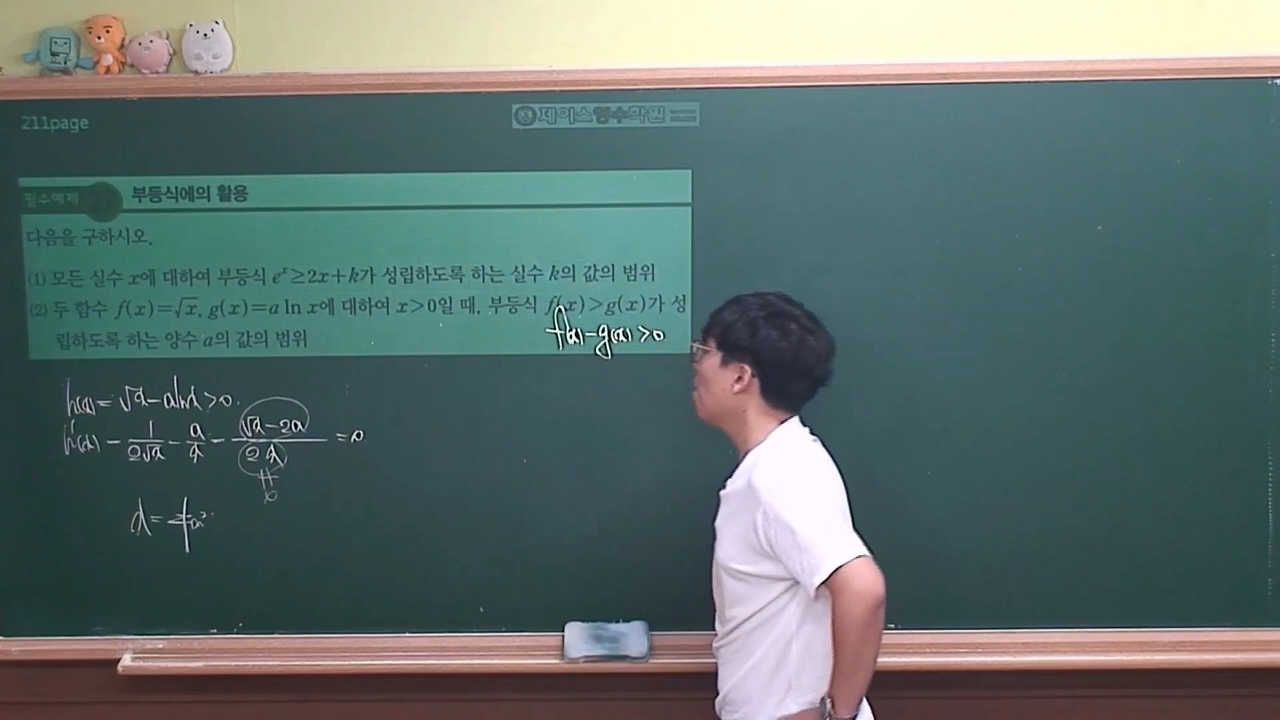 211page
제이스영수학원
필수예제
부등식에의 활용
다음을 구하시오.
(1) 모든 실수 x에 대하여 부등식 eˣ≥2x+k가 성립하도록 하는 실수 k의 값의 범위
(2) 두 함수 f(x)=√x, g(x)=a ln x에 대하여 x>0일 때, 부등식 f(x)>g(x)가 성
립하도록 하는 양수 a의 값의 범위
f(x)-g(x)>0
h(x)=√x-alnx>0.
h'(x)=1/(2√x)-a/x=(√x-2a)/(2x)=0
≠0
x=4a²